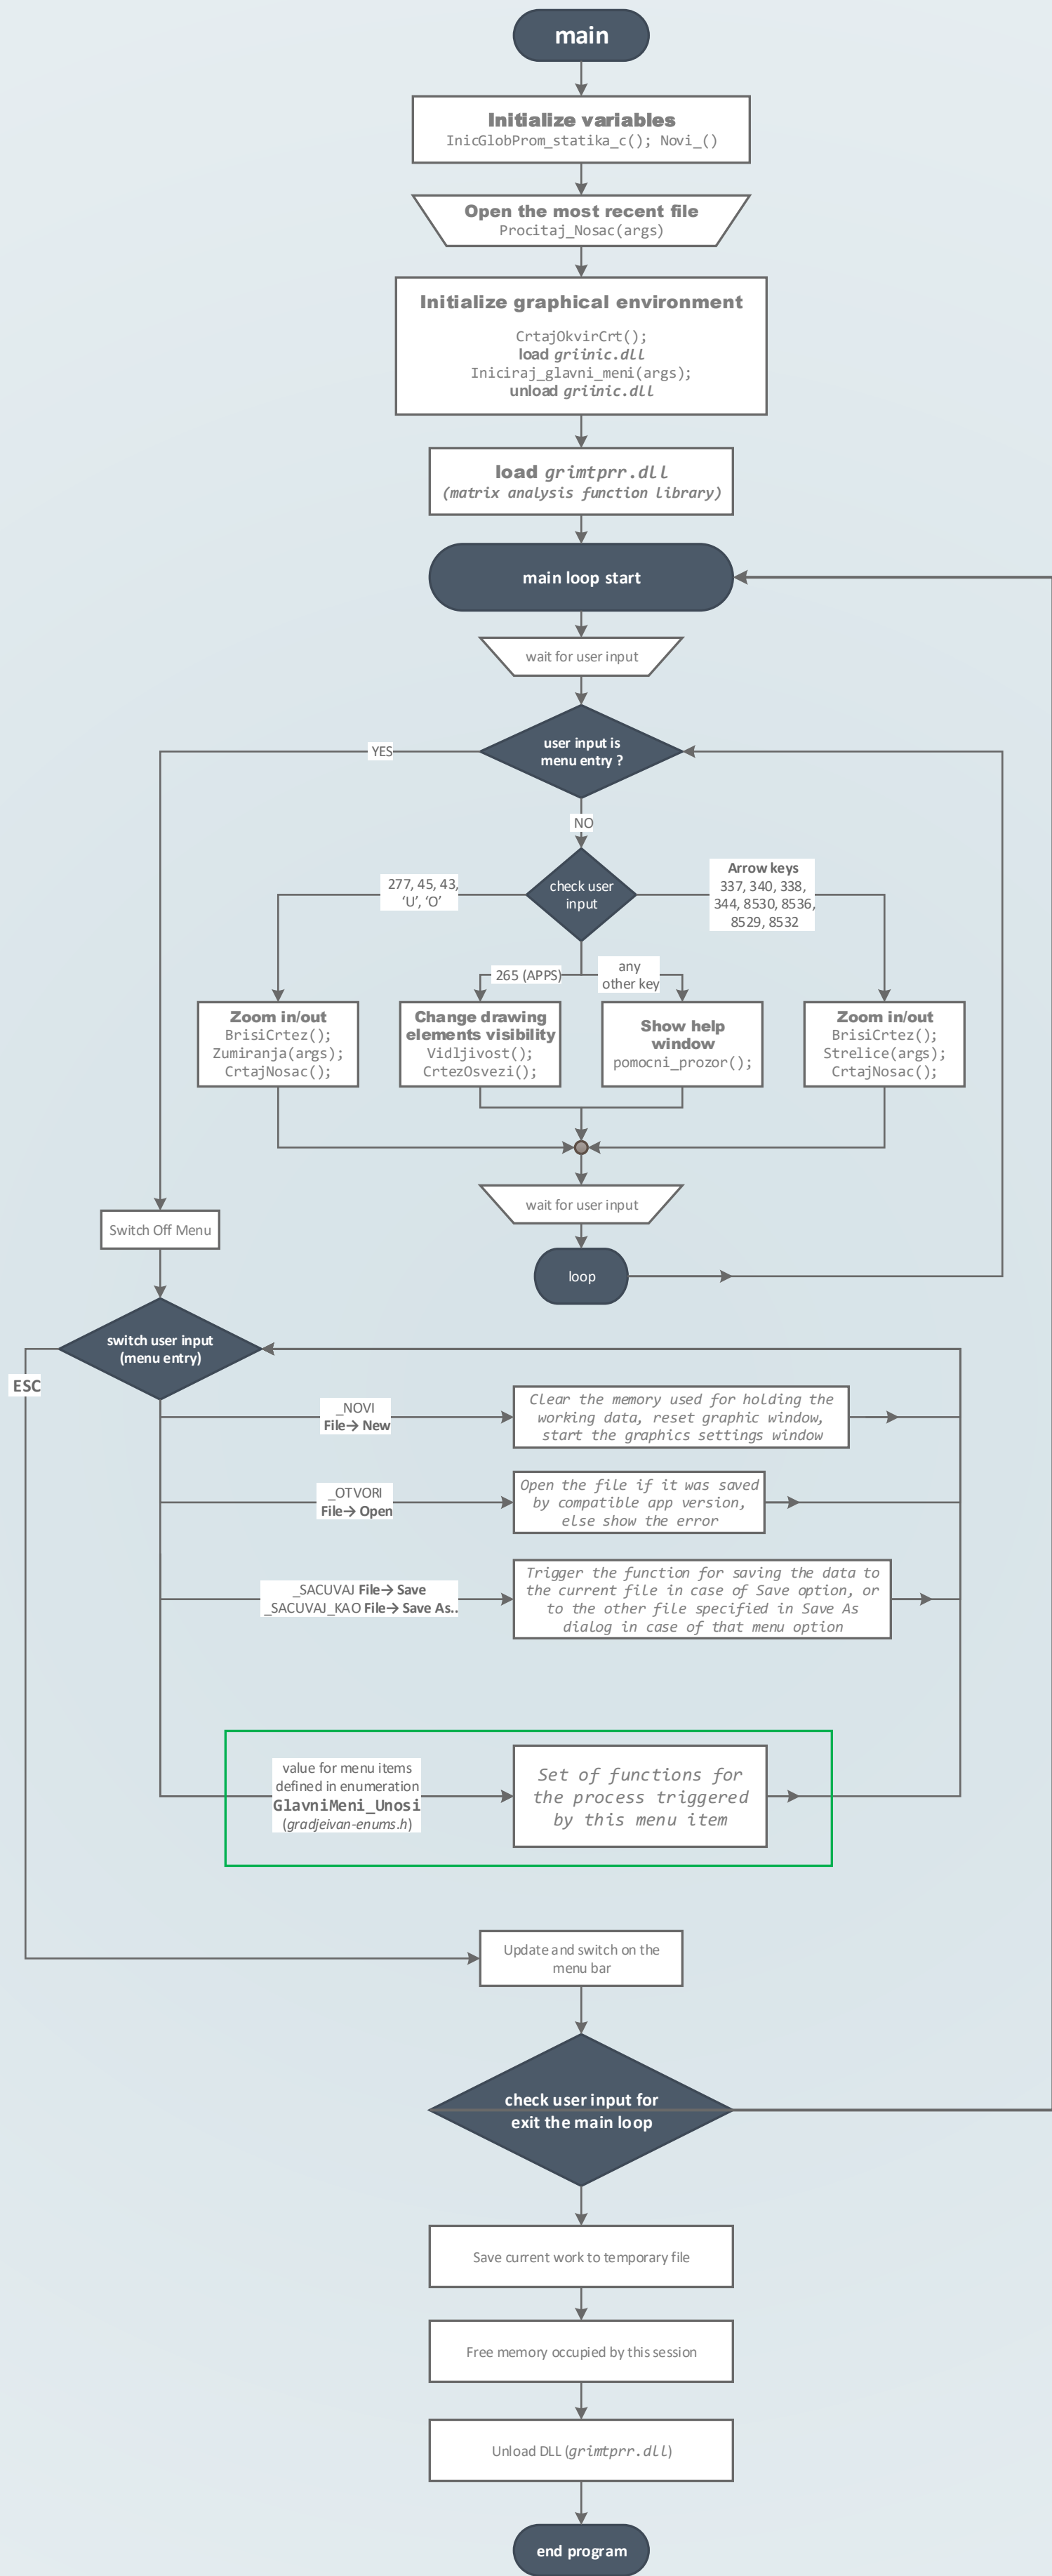 main
Initialize variables
InicGlobProm_statika_c(); Novi_()
Open the most recent file
Procitaj_Nosac(args)
Initialize graphical environment
CrtajOkvirCrt();
load griinic.dll
Iniciraj_glavni_meni(args);
unload griinic.dll
load grimtprr.dll
(matrix analysis function library)
main loop start
wait for user input
user input is
menu entry ?
YES
NO
check user
input
277, 45, 43,
‘U’, ‘O’
Arrow keys
337, 340, 338,
344, 8530, 8536,
8529, 8532
265 (APPS)
any
other key
Zoom in/out
BrisiCrtez();
Zumiranja(args);
CrtajNosac();
Change drawing
elements visibility
Vidljivost();
CrtezOsvezi();
Show help
window
pomocni_prozor();
Zoom in/out
BrisiCrtez();
Strelice(args);
CrtajNosac();
wait for user input
Switch Off Menu
loop
switch user input
(menu entry)
ESC
_NOVI
File→ New
Clear the memory used for holding the
working data, reset graphic window,
start the graphics settings window
_OTVORI
File→ Open
Open the file if it was saved
by compatible app version,
else show the error
_SACUVAJ File→ Save
_SACUVAJ_KAO File→ Save As..
Trigger the function for saving the data to
the current file in case of Save option, or
to the other file specified in Save As
dialog in case of that menu option
value for menu items
defined in enumeration
GlavniMeni_Unosi
(gradjeivan-enums.h)
Set of functions for
the process triggered
by this menu item
Update and switch on the
menu bar
check user input for
exit the main loop
Save current work to temporary file
Free memory occupied by this session
Unload DLL (grimtprr.dll)
end program